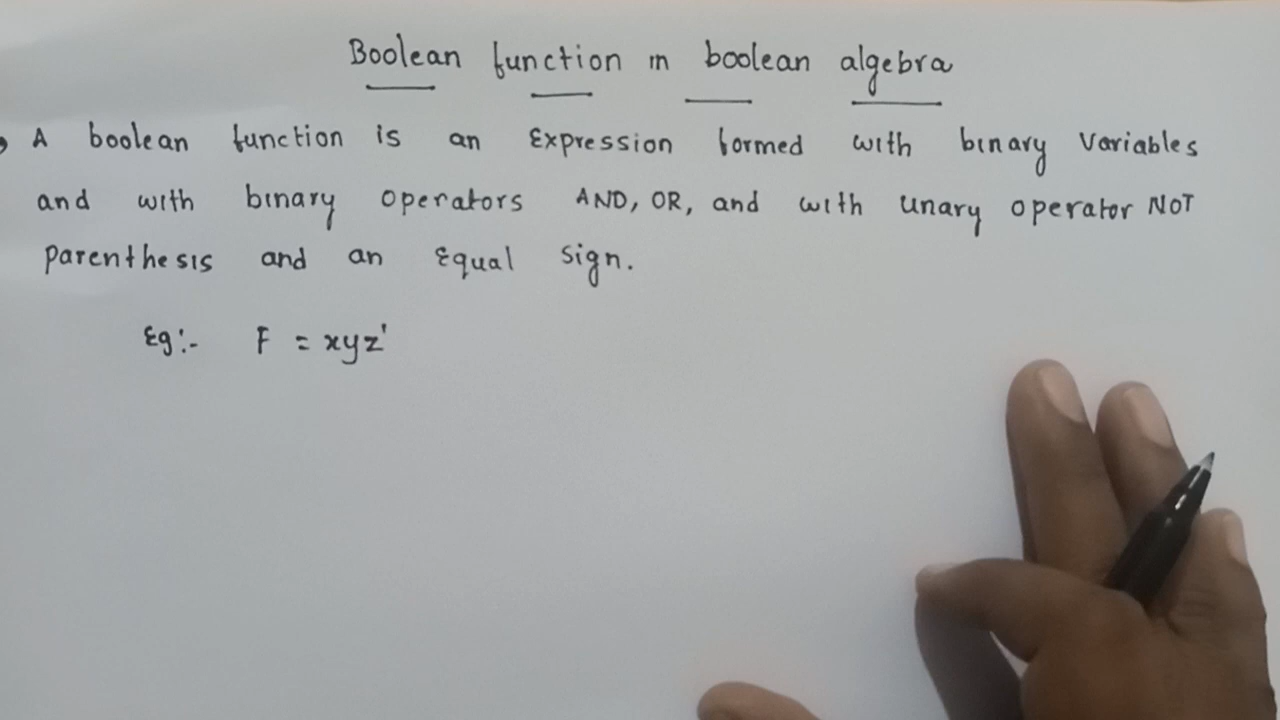 Boolean function in boolean algebra
A boolean function is an Expression formed with binary Variables
and with binary operators AND, OR, and with unary operator NOT
parenthesis and an Equal sign.
Eg:- F = xyz'